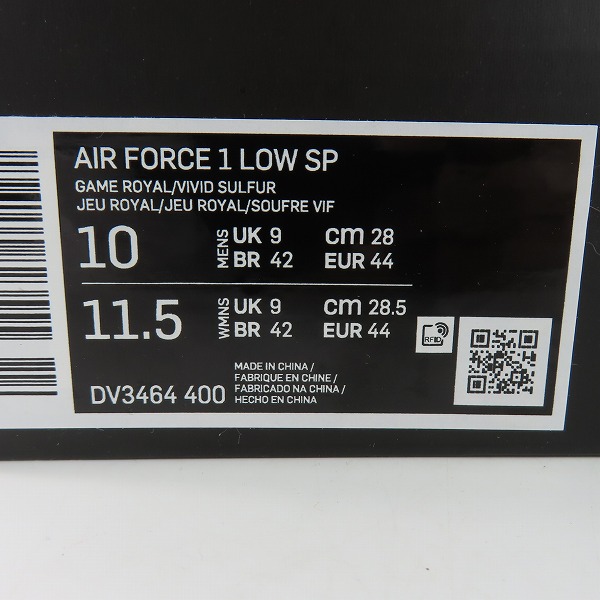 AIR FORCE 1 LOW SP
GAME ROYAL/VIVID SULFUR
JEU ROYAL/JEU ROYAL/SOUFRE VIF
10 MENS UK 9 cm 28
BR 42 EUR 44
11.5 WMNS UK 9 cm 28.5
BR 42 EUR 44
RFID
DV3464 400
MADE IN CHINA /
FABRIQUE EN CHINE /
FABRICADO NA CHINA /
HECHO EN CHINA